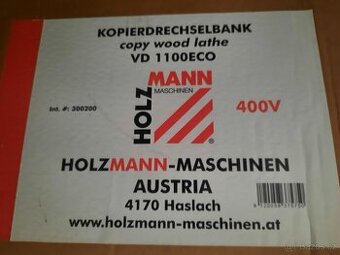 KOPIERDRECHSELBANK
copy wood lathe
VD 1100ECO
HOLZMANN
MASCHINEN
Int. #: 300200
400V
HOLZMANN-MASCHINEN
AUSTRIA
4170 Haslach
www.holzmann-maschinen.at